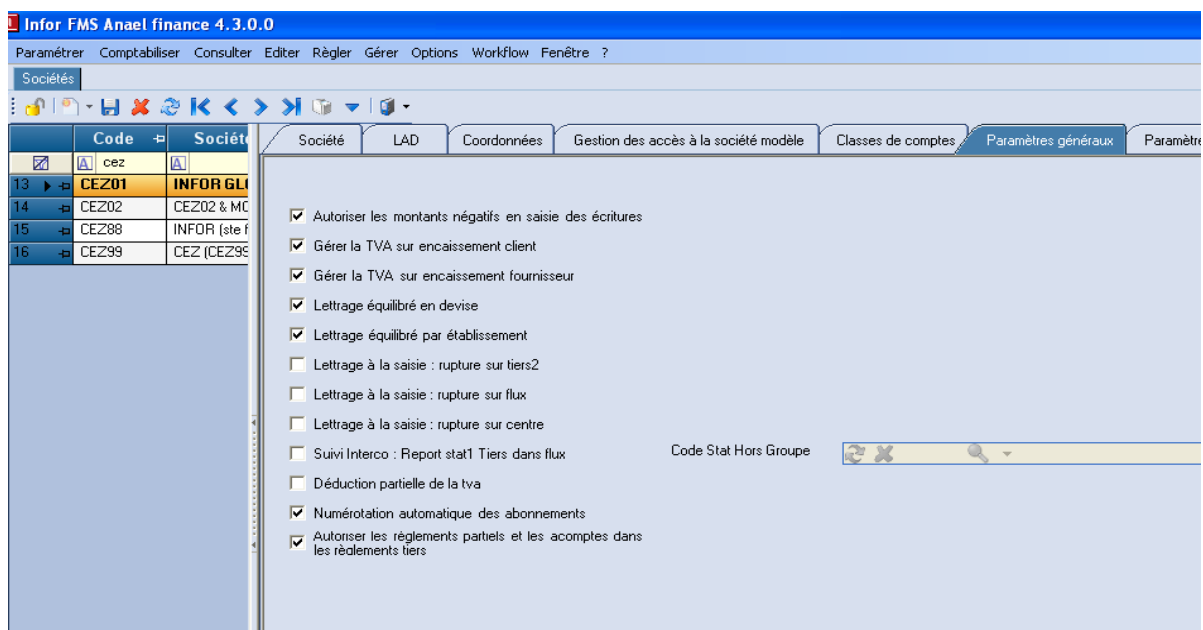 Infor FMS Anael finance 4.3.0.0
Paramétrer Comptabiliser Consulter Editer Règler Gérer Options Workflow Fenêtre ?
Sociétés
Code Société
Société LAD Coordonnées Gestion des accès à la société modèle Classes de comptes Paramètres généraux Paramètre
A cez A
13 CEZ01 INFOR GL
14 CEZ02 CEZ02 & MO
15 CEZ88 INFOR (ste f
16 CEZ99 CEZ (CEZ99
Autoriser les montants négatifs en saisie des écritures
Gérer la TVA sur encaissement client
Gérer la TVA sur encaissement fournisseur
Lettrage équilibré en devise
Lettrage équilibré par établissement
Lettrage à la saisie : rupture sur tiers2
Lettrage à la saisie : rupture sur flux
Lettrage à la saisie : rupture sur centre
Suivi Interco : Report stat1 Tiers dans flux Code Stat Hors Groupe
Déduction partielle de la tva
Numérotation automatique des abonnements
Autoriser les règlements partiels et les acomptes dans
les règlements tiers